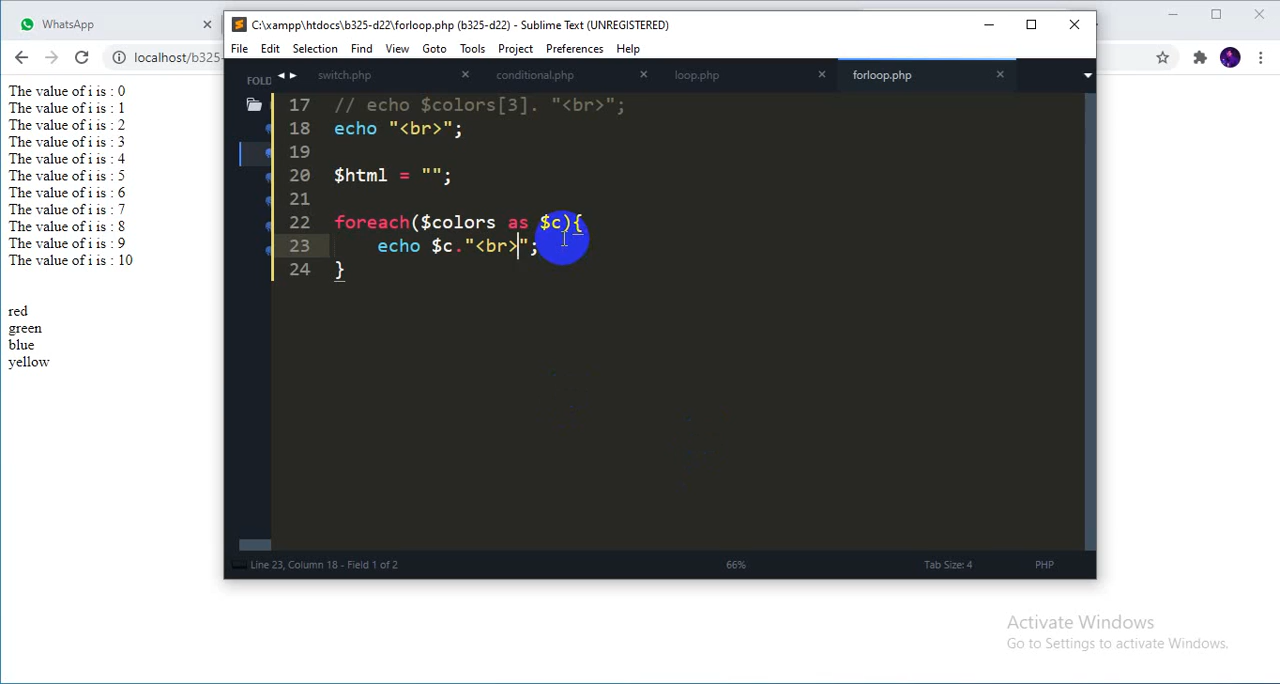 WhatsApp
localhost/b325-
The value of i is : 0
The value of i is : 1
The value of i is : 2
The value of i is : 3
The value of i is : 4
The value of i is : 5
The value of i is : 6
The value of i is : 7
The value of i is : 8
The value of i is : 9
The value of i is : 10
red
green
blue
yellow
C:\xampp\htdocs\b325-d22\forloop.php (b325-d22) - Sublime Text (UNREGISTERED)
File Edit Selection Find View Goto Tools Project Preferences Help
FOLD switch.php conditional.php loop.php forloop.php
17 // echo $colors[3]. "<br>";
18 echo "<br>";
19
20 $html = "";
21
22 foreach($colors as $c){
23 echo $c."<br>";
24 }
Line 23, Column 18 - Field 1 of 2 66% Tab Size: 4 PHP
Activate Windows
Go to Settings to activate Windows.